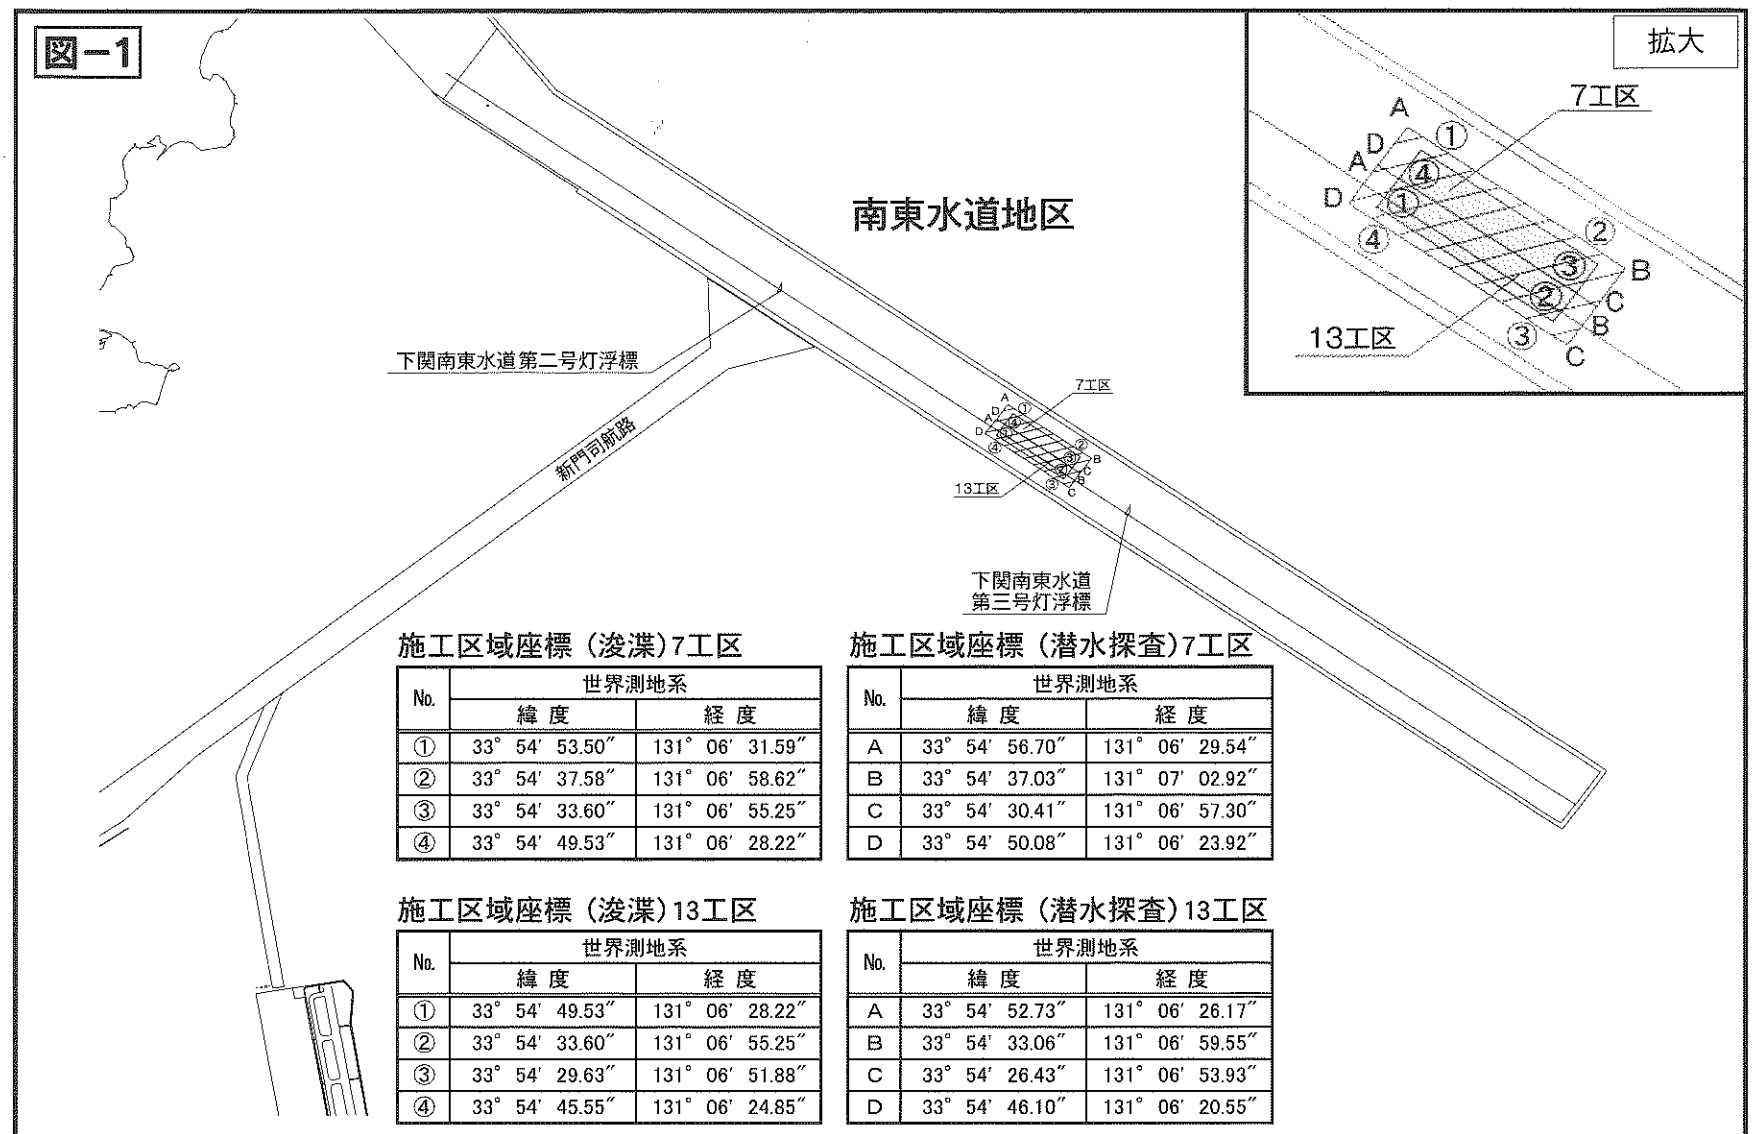 図-1
拡大
7工区
A
①
D
A
④
D
①
④
②
③
B
②
C
B
③
C
13工区
南東水道地区
下関南東水道第二号灯浮標
新門司航路
7工区
A
D
①
A
④
D
①
④
②
③
B
②
C
B
③
C
13工区
下関南東水道
第三号灯浮標
施工区域座標(浚渫)7工区
No. 世界測地系
緯度 経度
① 33° 54′ 53.50″ 131° 06′ 31.59″
② 33° 54′ 37.58″ 131° 06′ 58.62″
③ 33° 54′ 33.60″ 131° 06′ 55.25″
④ 33° 54′ 49.53″ 131° 06′ 28.22″
施工区域座標(潜水探査)7工区
No. 世界測地系
緯度 経度
A 33° 54′ 56.70″ 131° 06′ 29.54″
B 33° 54′ 37.03″ 131° 07′ 02.92″
C 33° 54′ 30.41″ 131° 06′ 57.30″
D 33° 54′ 50.08″ 131° 06′ 23.92″
施工区域座標(浚渫)13工区
No. 世界測地系
緯度 経度
① 33° 54′ 49.53″ 131° 06′ 28.22″
② 33° 54′ 33.60″ 131° 06′ 55.25″
③ 33° 54′ 29.63″ 131° 06′ 51.88″
④ 33° 54′ 45.55″ 131° 06′ 24.85″
施工区域座標(潜水探査)13工区
No. 世界測地系
緯度 経度
A 33° 54′ 52.73″ 131° 06′ 26.17″
B 33° 54′ 33.06″ 131° 06′ 59.55″
C 33° 54′ 26.43″ 131° 06′ 53.93″
D 33° 54′ 46.10″ 131° 06′ 20.55″